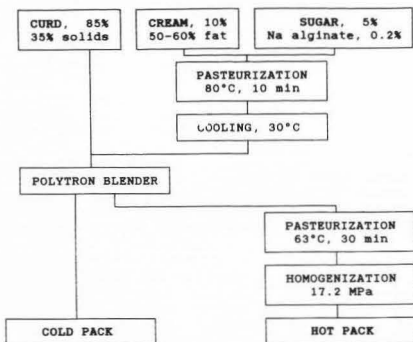 CURD, 85%
35% solids
CREAM, 10%
50-60% fat
SUGAR, 5%
Na alginate, 0.2%
PASTEURIZATION
80°C, 10 min
COOLING, 30°C
POLYTRON BLENDER
PASTEURIZATION
63°C, 30 min
HOMOGENIZATION
17.2 MPa
COLD PACK
HOT PACK